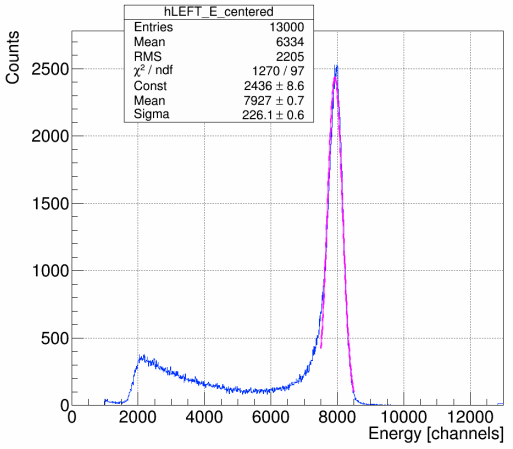 hLEFT_E_centered
Entries 13000
Mean 6334
RMS 2205
χ² / ndf 1270 / 97
Const 2436 ± 8.6
Mean 7927 ± 0.7
Sigma 226.1 ± 0.6
Counts
2500
2000
1500
1000
500
0
0 2000 4000 6000 8000 10000 12000
Energy [channels]